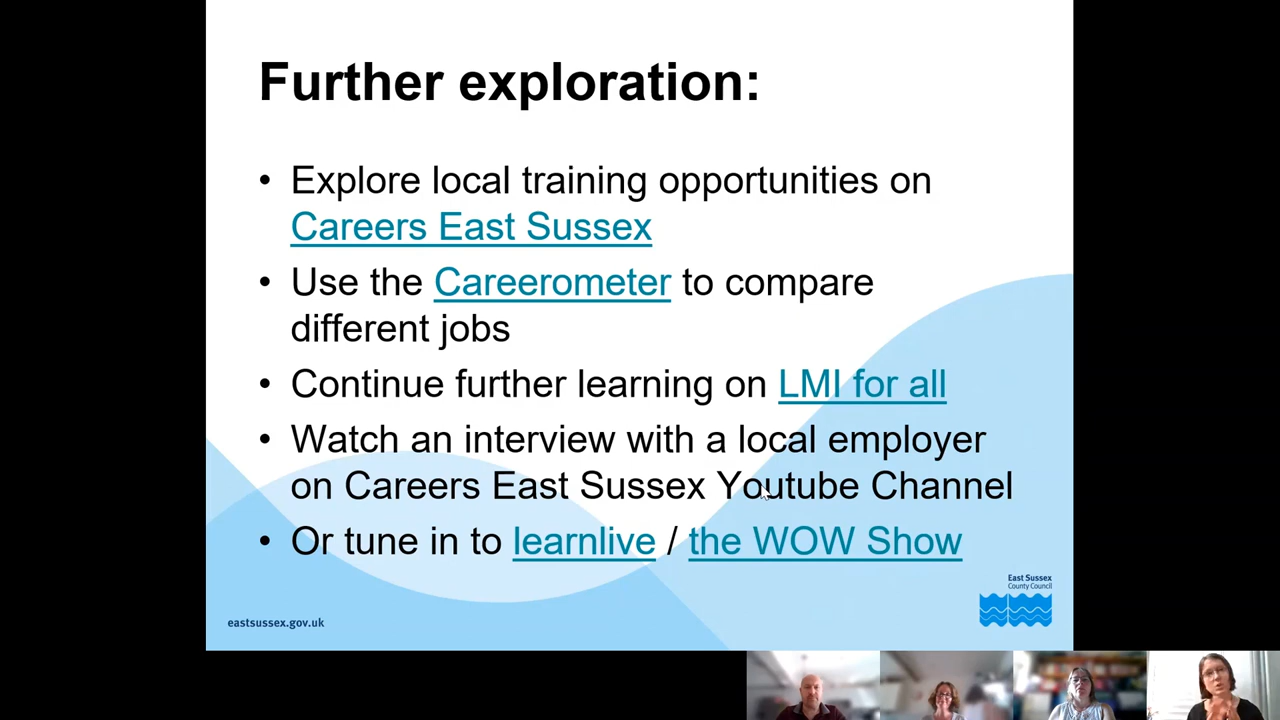 Further exploration:
• Explore local training opportunities on
Careers East Sussex
• Use the Careerometer to compare
different jobs
• Continue further learning on LMI for all
• Watch an interview with a local employer
on Careers East Sussex Youtube Channel
• Or tune in to learnlive / the WOW Show
East Sussex
County Council
eastsussex.gov.uk